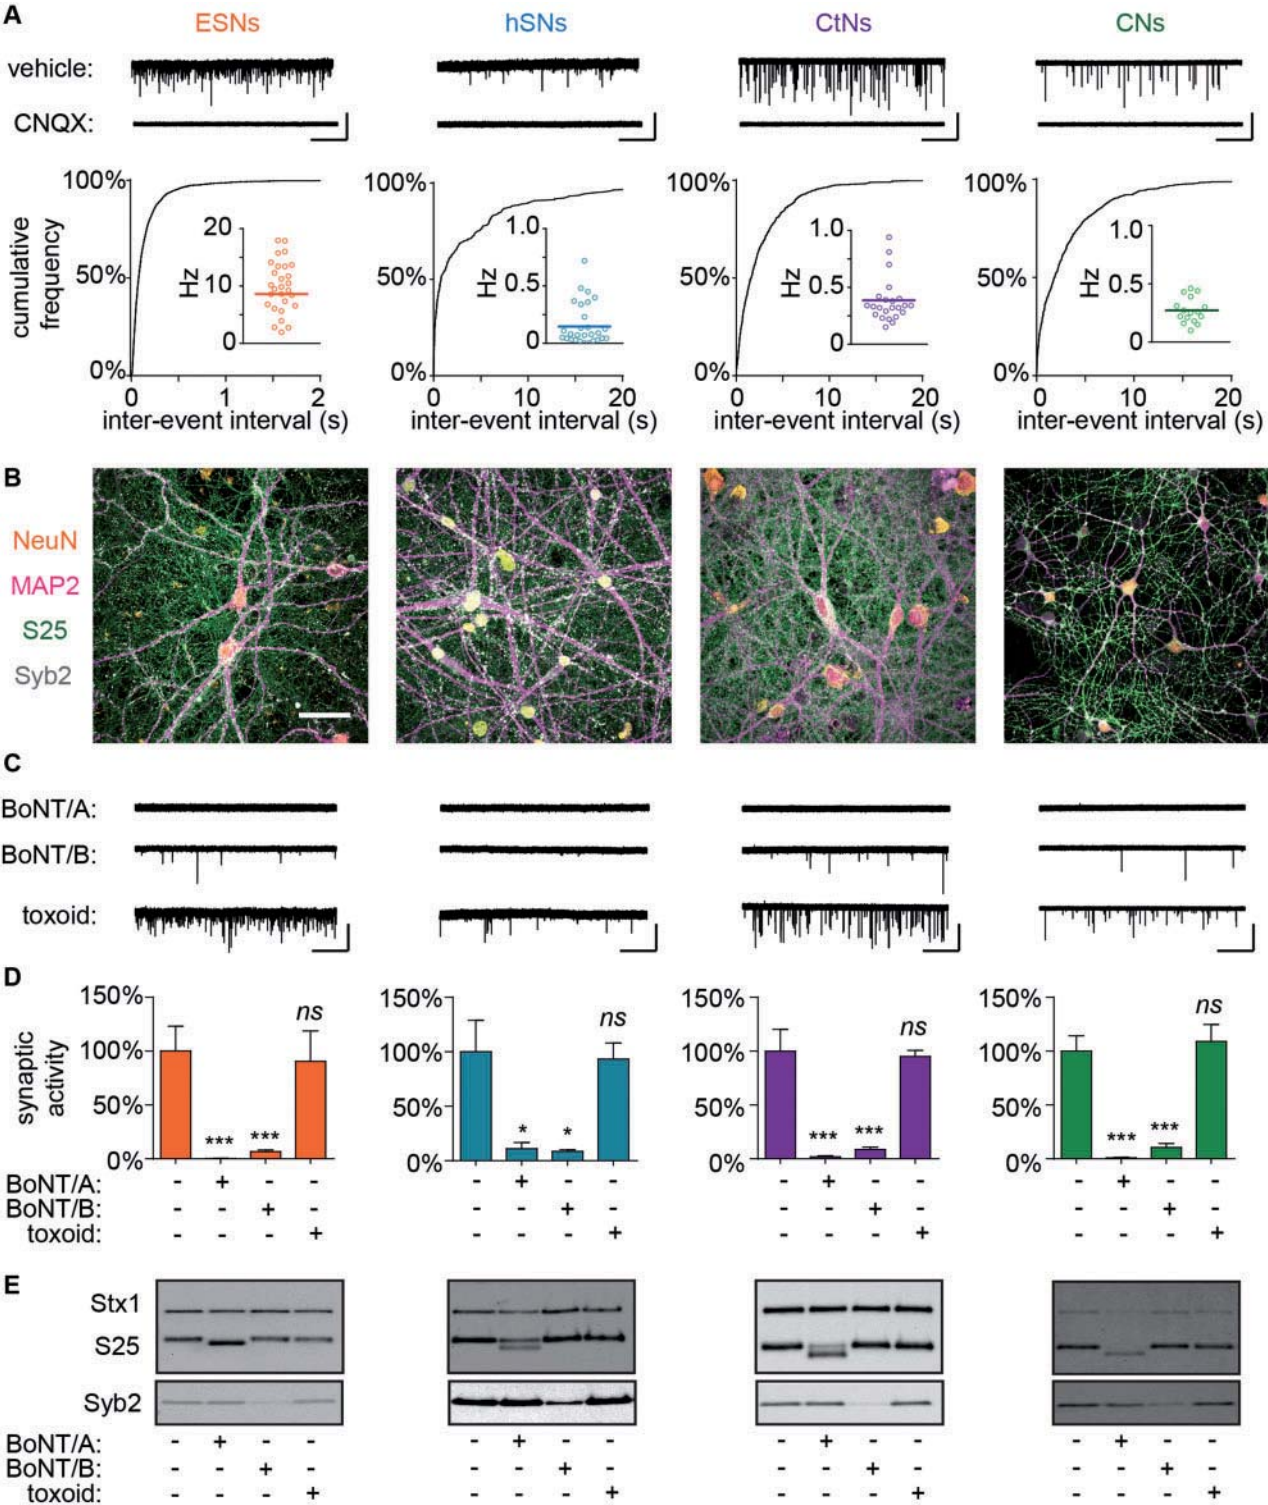 A
ESNs hSNs CtNs CNs
vehicle:
CNQX:
cumulative
frequency
100% 100% 100% 100%
50% 50% 50% 50%
0% 0% 0% 0%
Hz Hz Hz Hz
20 1.0 1.0 1.0
10 0.5 0.5 0.5
0 0 0 0
0 1 2 0 10 20 0 10 20 0 10 20
inter-event interval (s) inter-event interval (s) inter-event interval (s) inter-event interval (s)
B
NeuN
MAP2
S25
Syb2
C
BoNT/A:
BoNT/B:
toxoid:
D
synaptic
activity
150% 150% 150% 150%
100% 100% 100% 100%
50% 50% 50% 50%
0% 0% 0% 0%
ns ns ns ns
*** *** * * *** *** *** ***
BoNT/A: - + - - - + - - - + - - - + - -
BoNT/B: - - + - - - + - - - + - - - + -
toxoid: - - - + - - - + - - - + - - - +
E
Stx1
S25
Syb2
BoNT/A: - + - - - + - - - + - - - + - -
BoNT/B: - - + - - - + - - - + - - - + -
toxoid: - - - + - - - + - - - + - - - +